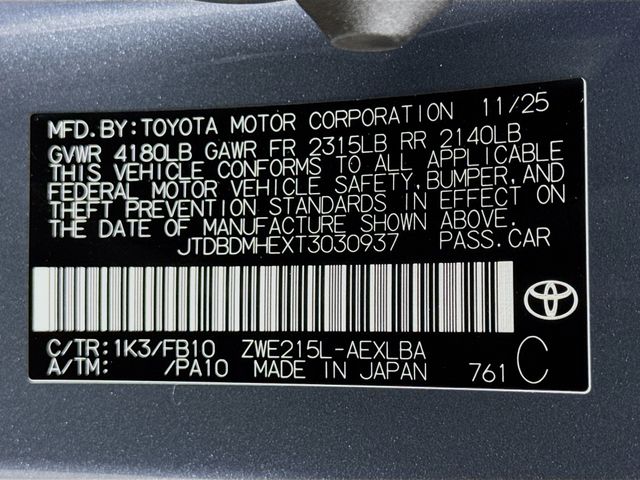 MFD. BY: TOYOTA MOTOR CORPORATION 11/25
GVWR 4180LB GAWR FR 2315LB RR 2140LB
THIS VEHICLE CONFORMS TO ALL APPLICABLE
FEDERAL MOTOR VEHICLE SAFETY, BUMPER, AND
THEFT PREVENTION STANDARDS IN EFFECT ON
THE DATE OF MANUFACTURE SHOWN ABOVE.
JTDBDMHEXT3030937 PASS. CAR
C/TR: 1K3/FB10 ZWE215L-AEXLBA
A/TM: /PA10 MADE IN JAPAN 761 C